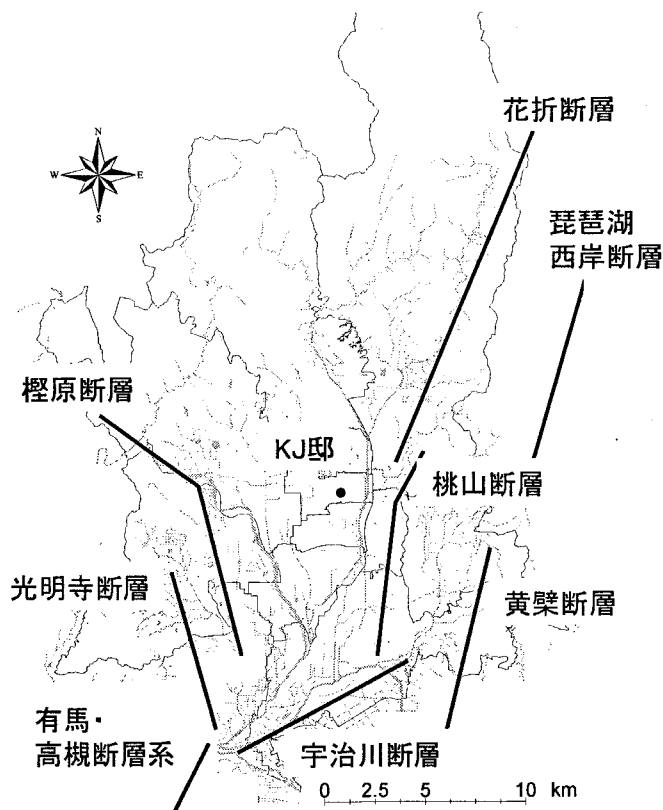 花折断層
N
W E
S
琵琶湖
西岸断層
樫原断層
KJ邸
桃山断層
光明寺断層
黄檗断層
有馬・
高槻断層系
宇治川断層
0 2.5 5 10 km